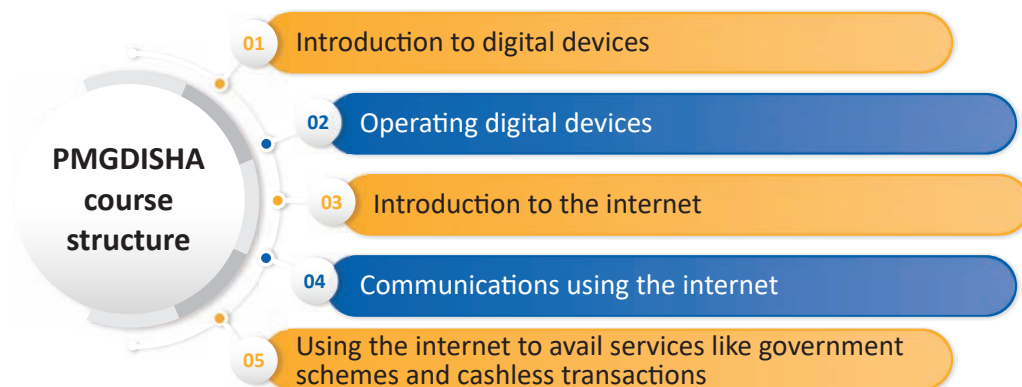 PMGDISHA
course
structure
01 Introduction to digital devices
02 Operating digital devices
03 Introduction to the internet
04 Communications using the internet
05 Using the internet to avail services like government
schemes and cashless transactions